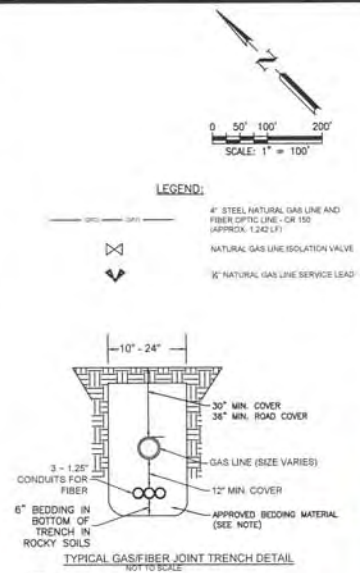 N
0 50' 100' 200'
SCALE: 1" = 100'
LEGEND:
4" STEEL NATURAL GAS LINE AND
FIBER OPTIC LINE - CR 150
(APPROX. 1,242 LF)
NATURAL GAS LINE ISOLATION VALVE
NATURAL GAS LINE SERVICE LEAD
10" - 24"
30" MIN. COVER
36" MIN. ROAD COVER
GAS LINE (SIZE VARIES)
3 - 1.25"
CONDUITS FOR
FIBER
12" MIN. COVER
6" BEDDING IN
BOTTOM OF
TRENCH IN
ROCKY SOILS
APPROVED BEDDING MATERIAL
(SEE NOTE)
TYPICAL GAS/FIBER JOINT TRENCH DETAIL
NOT TO SCALE